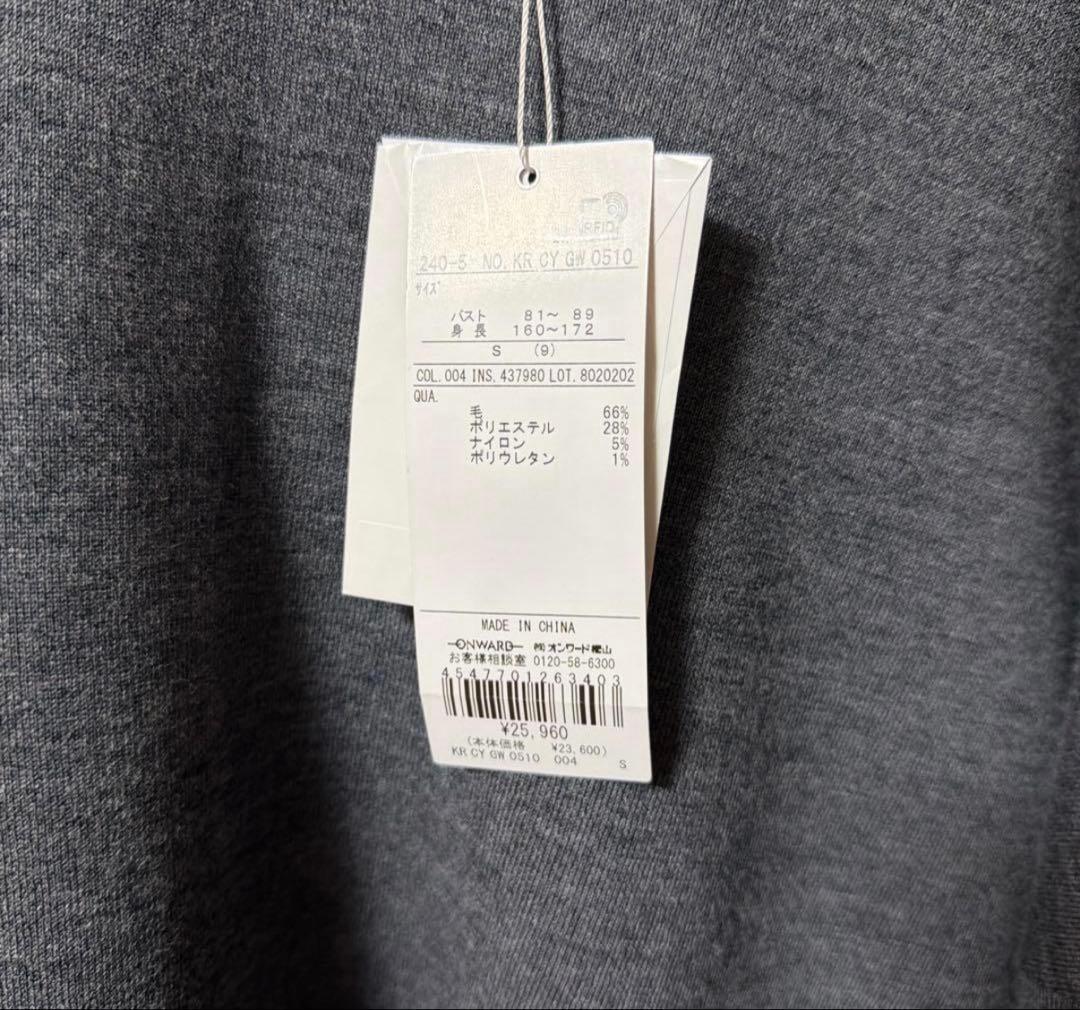 RFID
240-5 NO. KR CY GW 0510
サイズ
バスト 81〜 89
身長 160〜172
S (9)
COL. 004 INS. 437980 LOT. 8020202
QUA.
毛 66%
ポリエステル 28%
ナイロン 5%
ポリウレタン 1%
MADE IN CHINA
ONWARD ㈱オンワード樫山
お客様相談室 0120-58-6300
4547701263403
¥25,960
(本体価格 ¥23,600)
KR CY GW 0510 004 S